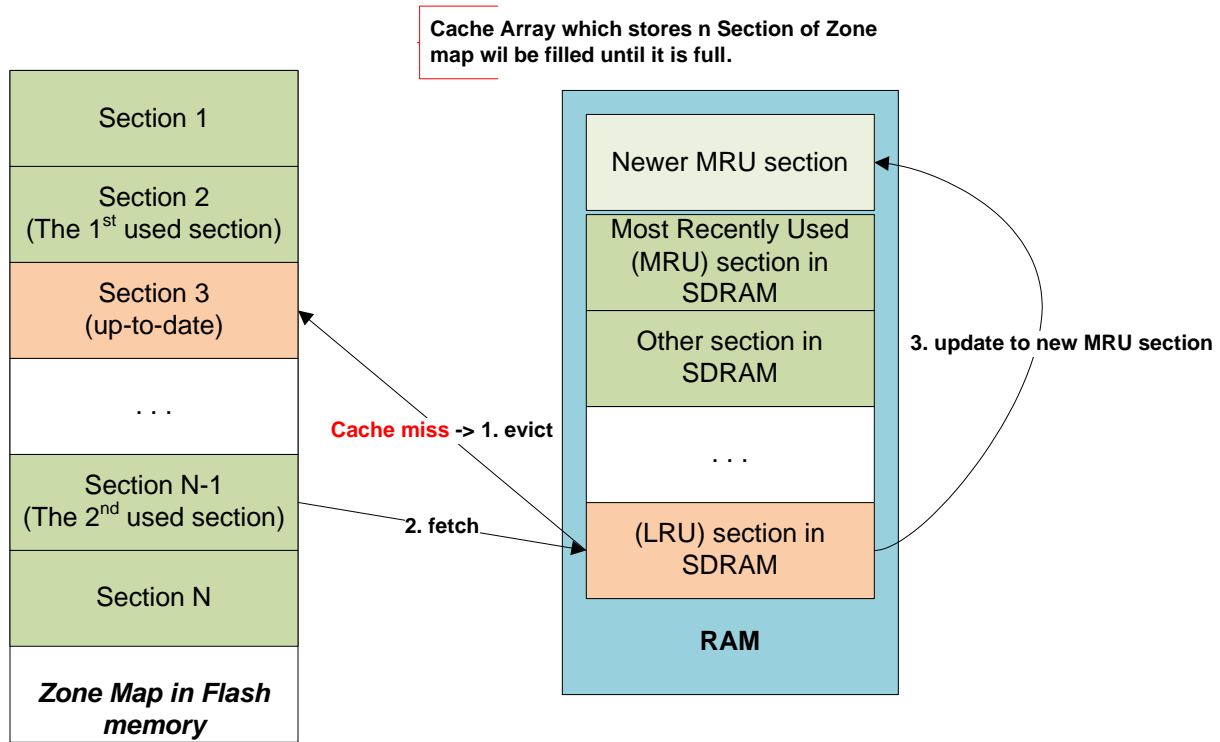 Cache Array which stores n Section of Zone
map wil be filled until it is full.
Section 1
Section 2
(The 1st used section)
Section 3
(up-to-date)
. . .
Section N-1
(The 2nd used section)
Section N
Zone Map in Flash
memory
Cache miss -> 1. evict
2. fetch
Newer MRU section
Most Recently Used
(MRU) section in
SDRAM
Other section in
SDRAM
. . .
(LRU) section in
SDRAM
RAM
3. update to new MRU section